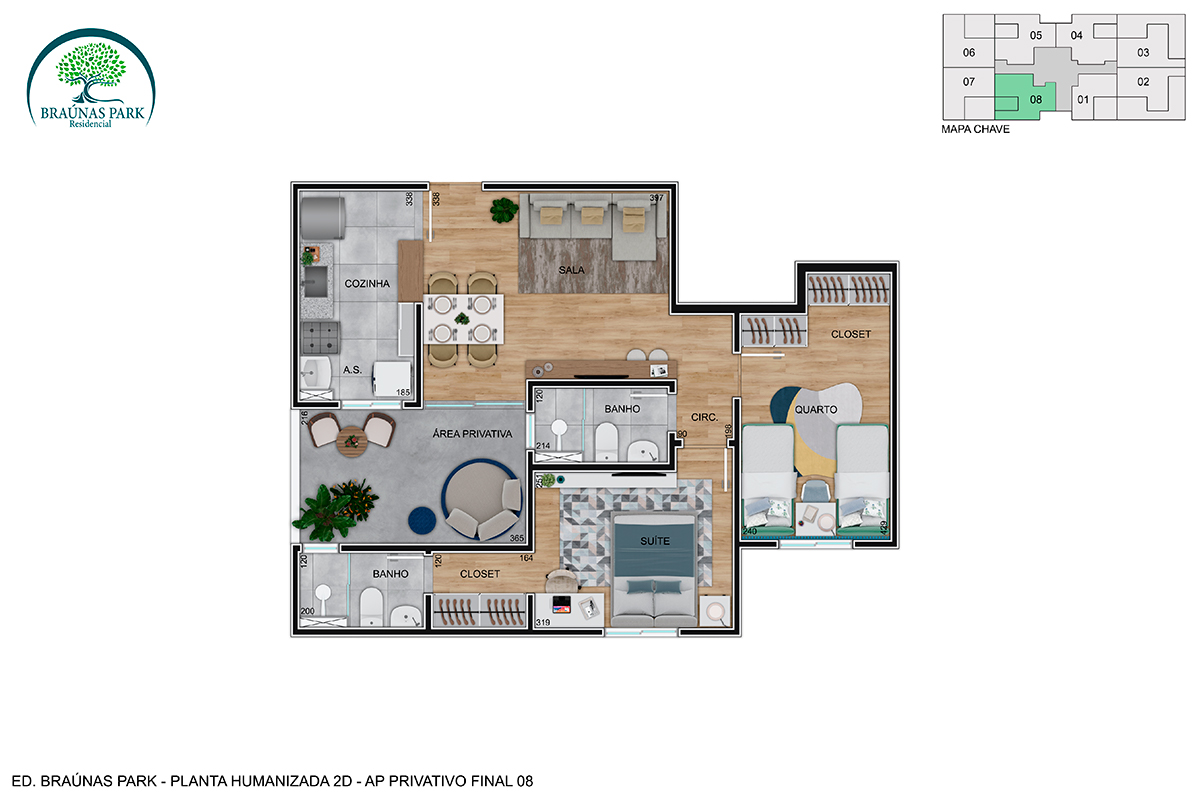 BRAÚNAS PARK
Residencial
05
04
06
03
07
02
08
01
MAPA CHAVE
338
338
397
SALA
COZINHA
CLOSET
A.S.
185
120
BANHO
QUARTO
216
ÁREA PRIVATIVA
CIRC.
214
90
198
251
365
240
429
SUÍTE
120
BANHO
120
CLOSET
164
200
319
ED. BRAÚNAS PARK - PLANTA HUMANIZADA 2D - AP PRIVATIVO FINAL 08